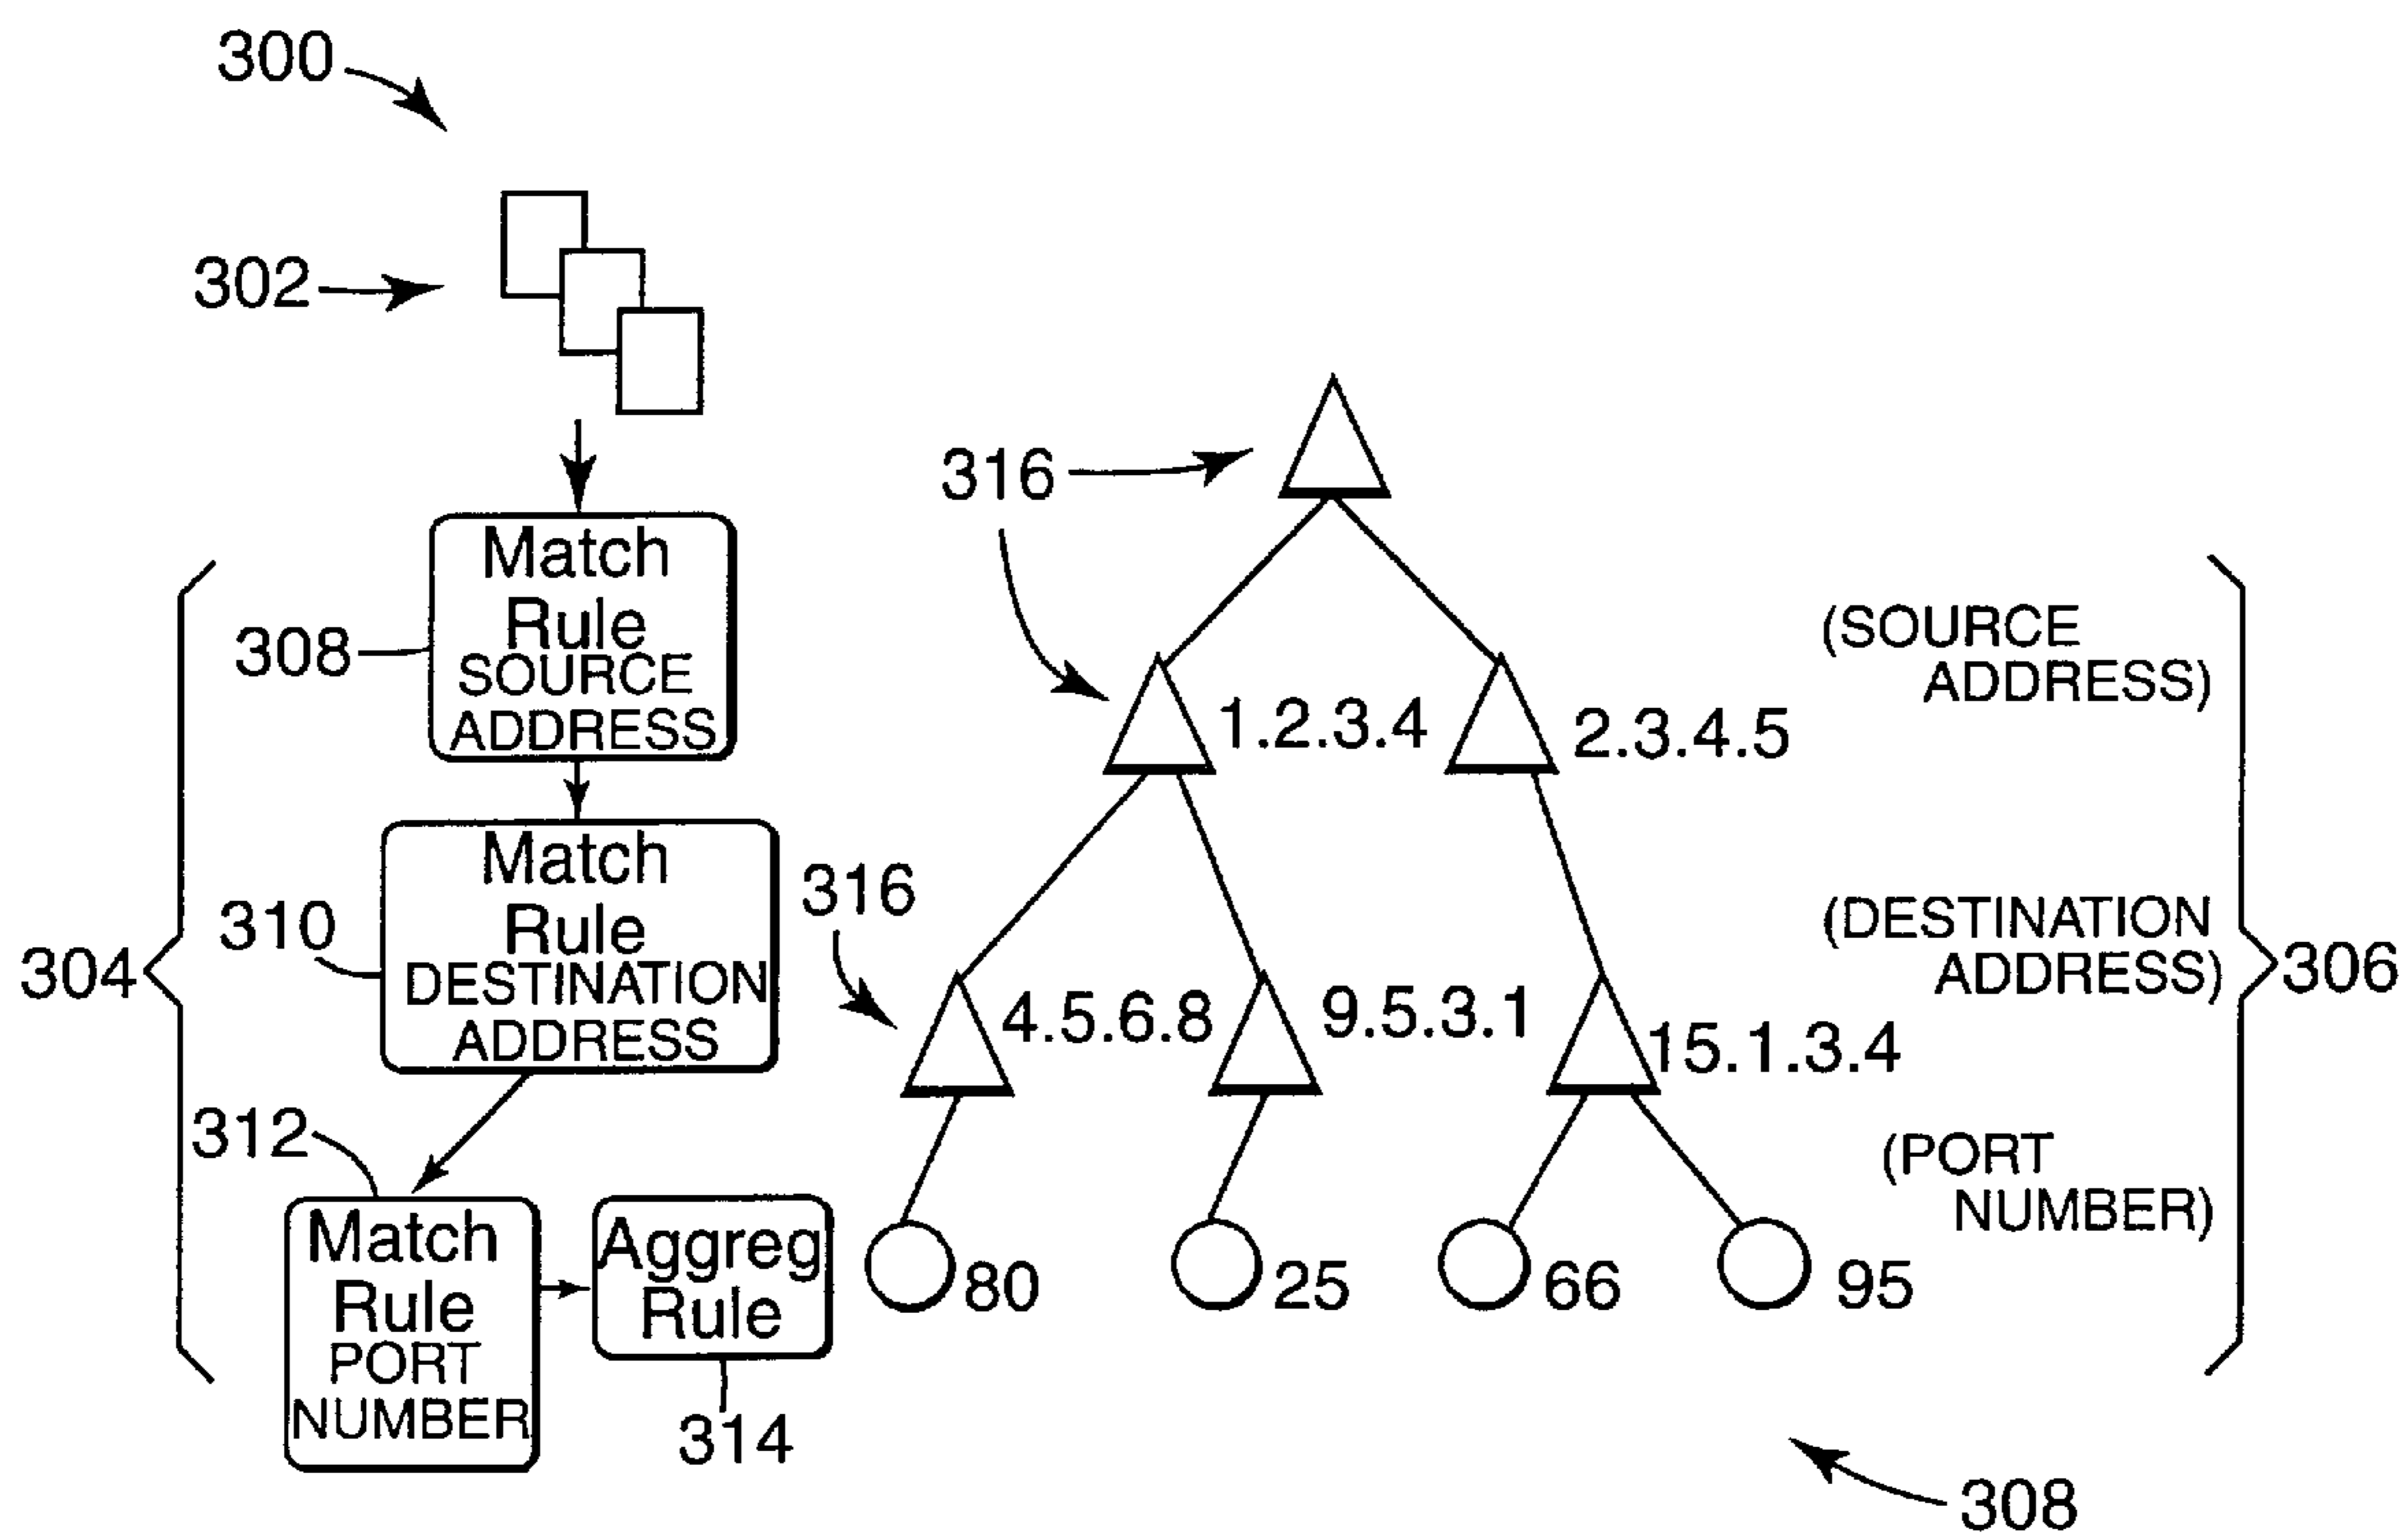 300
302
316
Match
Rule
SOURCE
ADDRESS
308
(SOURCE
ADDRESS)
1.2.3.4
2.3.4.5
Match
Rule
DESTINATION
ADDRESS
310
304
316
(DESTINATION
ADDRESS)
306
4.5.6.8
9.5.3.1
15.1.3.4
312
Match
Rule
PORT
NUMBER
Aggreg
Rule
314
(PORT
NUMBER)
80
25
66
95
308